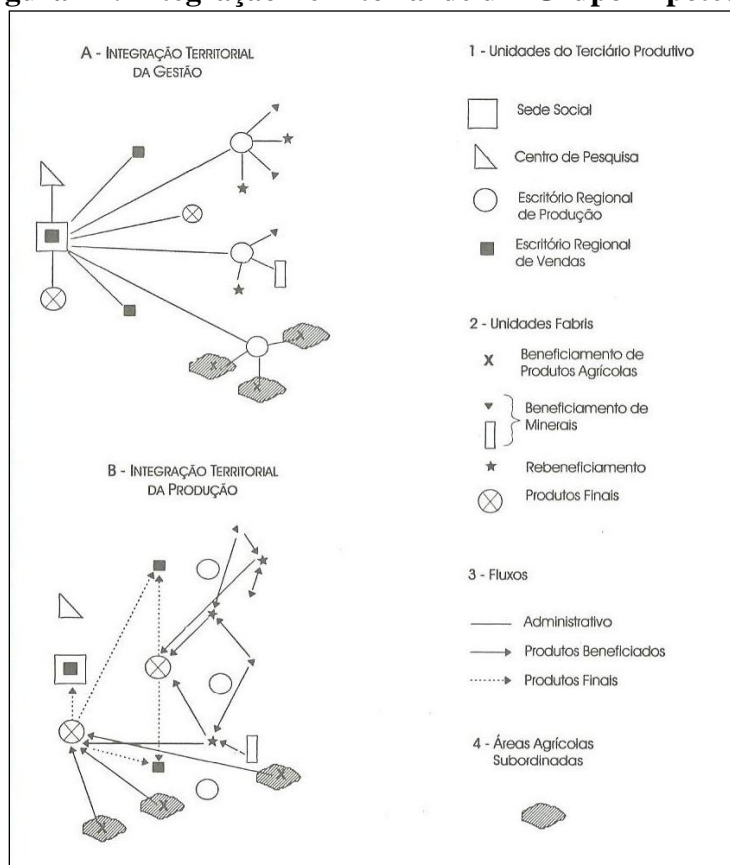 A - INTEGRAÇÃO TERRITORIAL
DA GESTÃO
B - INTEGRAÇÃO TERRITORIAL
DA PRODUÇÃO
1 - Unidades do Terciário Produtivo
Sede Social
Centro de Pesquisa
Escritório Regional
de Produção
Escritório Regional
de Vendas
2 - Unidades Fabris
Beneficiamento de
Produtos Agrícolas
Beneficiamento de
Minerais
Rebeneficiamento
Produtos Finais
3 - Fluxos
Administrativo
Produtos Beneficiados
Produtos Finais
4 - Áreas Agrícolas
Subordinadas